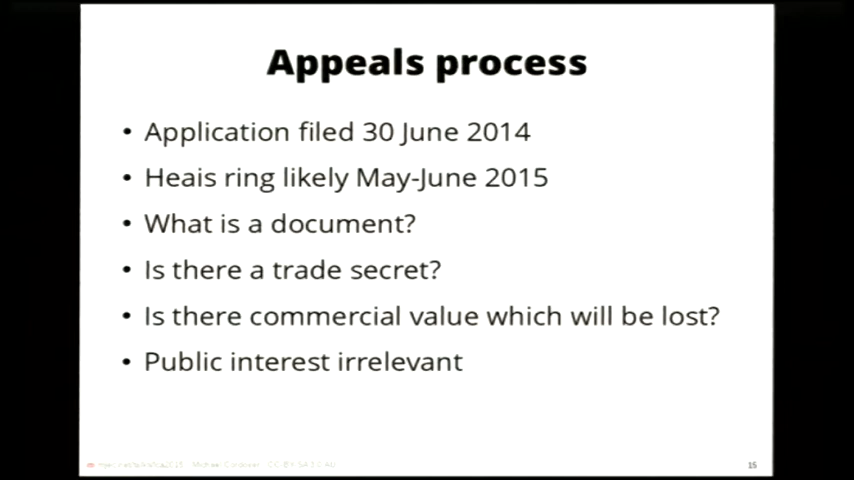 Appeals process
• Application filed 30 June 2014
• Heais ring likely May-June 2015
• What is a document?
• Is there a trade secret?
• Is there commercial value which will be lost?
• Public interest irrelevant
15